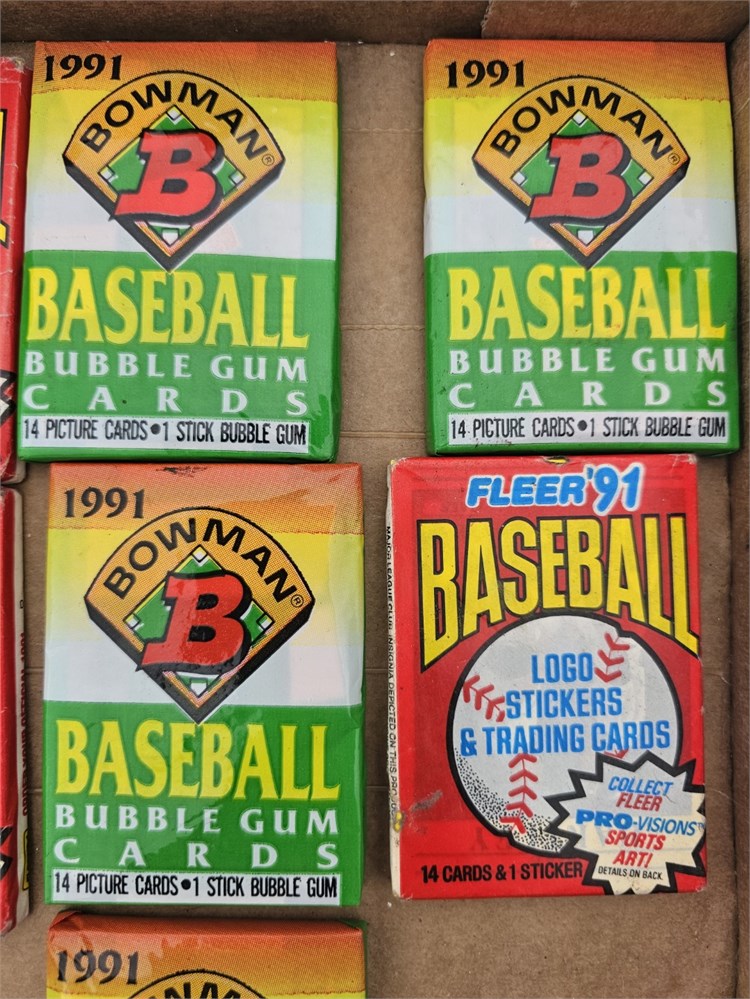 1991
BOWMAN®
B
BASEBALL
BUBBLE GUM
CARDS
14 PICTURE CARDS•1 STICK BUBBLE GUM
1991
BOWMAN®
B
BASEBALL
BUBBLE GUM
CARDS
14 PICTURE CARDS•1 STICK BUBBLE GUM
1991
BOWMAN®
B
BASEBALL
BUBBLE GUM
CARDS
14 PICTURE CARDS•1 STICK BUBBLE GUM
FLEER'91
BASEBALL
LOGO
STICKERS
& TRADING CARDS
COLLECT
FLEER
PRO-VISIONS™
SPORTS
ART!
DETAILS ON BACK.
14 CARDS & 1 STICKER
1991